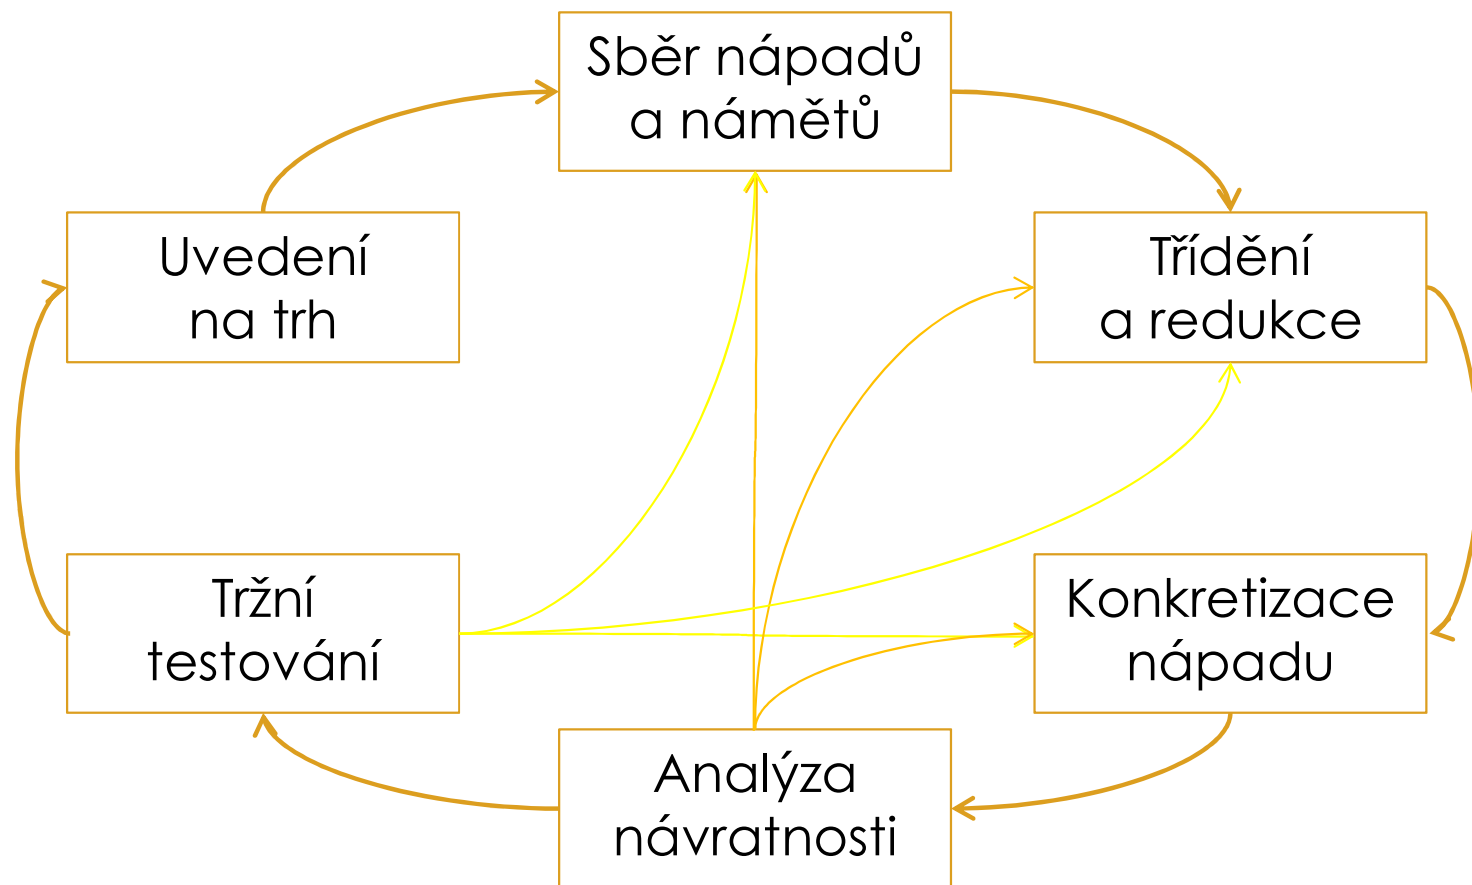 Sběr nápadů
a námětů
Uvedení
na trh
Třídění
a redukce
Tržní
testování
Konkretizace
nápadu
Analýza
návratnosti